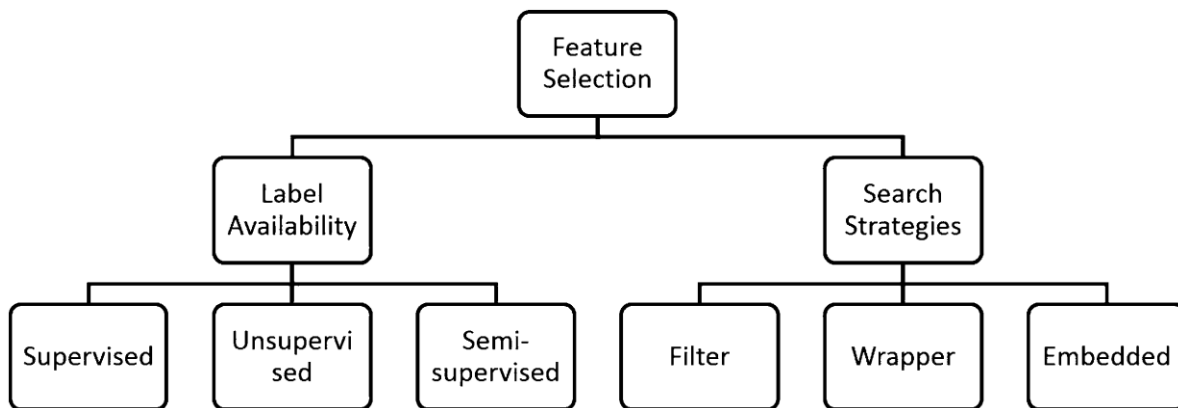 Feature
Selection
Label
Availability
Search
Strategies
Supervised
Unsupervi
sed
Semi-
supervised
Filter
Wrapper
Embedded